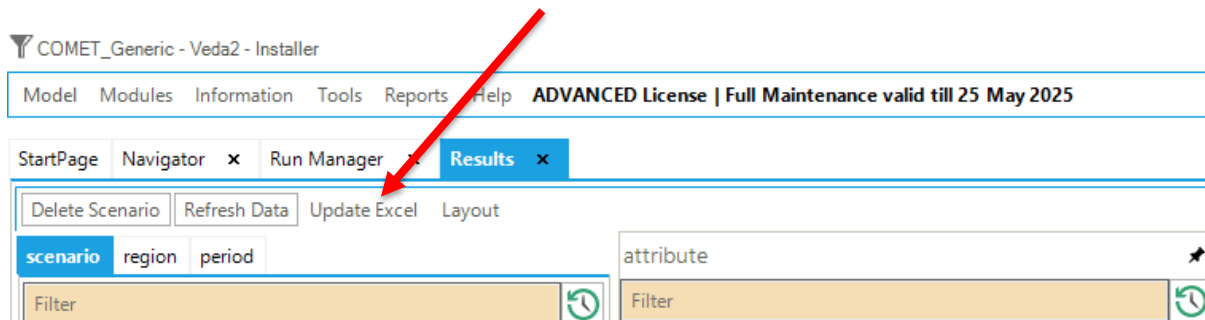 COMET_Generic - Veda2 - Installer
Model Modules Information Tools Reports Help ADVANCED License | Full Maintenance valid till 25 May 2025
StartPage Navigator × Run Manager × Results ×
Delete Scenario Refresh Data Update Excel Layout
scenario region period attribute
Filter Filter